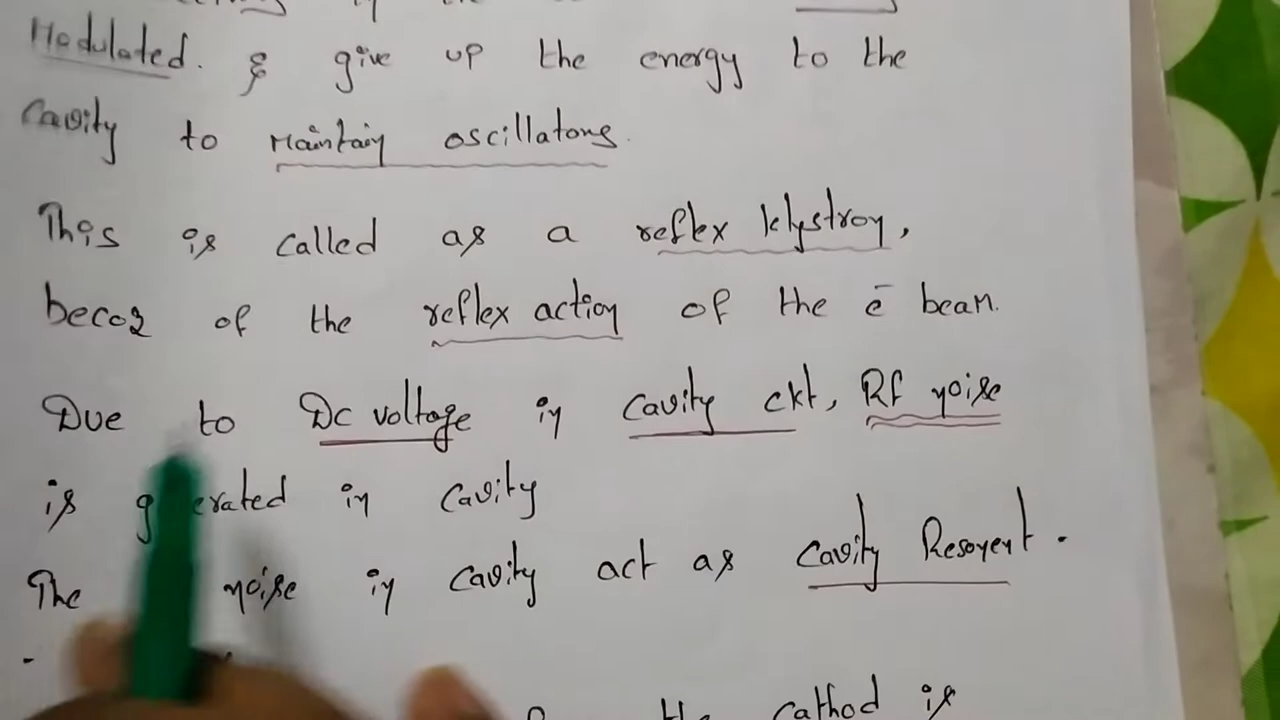 Modulated. & give up the energy to the
Cavity to Maintain oscillatons.
This is called as a reflex klystron,
becoz of the reflex action of the e̅ beam.
Due to Dc voltage in Cavity ckt, Rf noise
is generated in Cavity
The noise in Cavity act as Cavity Resonent.
the cathod is